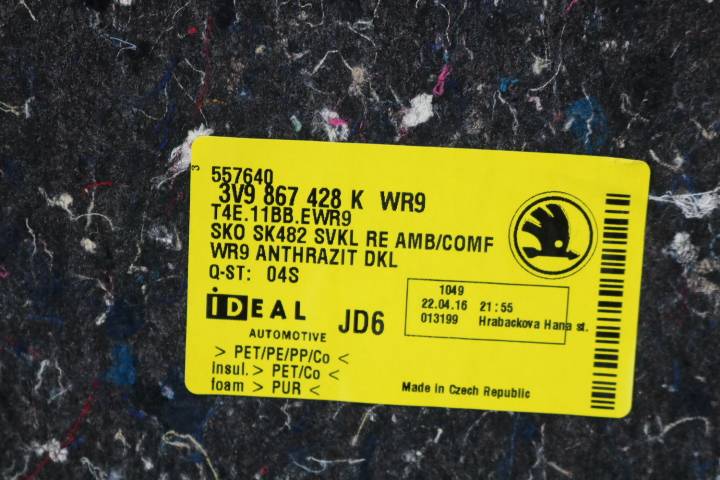 3
557640
3V9 867 428 K WR9
T4E.11BB.EWR9
SKO SK482 SVKL RE AMB/COMF
WR9 ANTHRAZIT DKL
Q-ST: 04S
iDEAL
AUTOMOTIVE
JD6
1049
22.04.16 21:55
013199 Hrabackova Hana st.
> PET/PE/PP/Co <
Insul. > PET/Co <
foam > PUR <
Made in Czech Republic